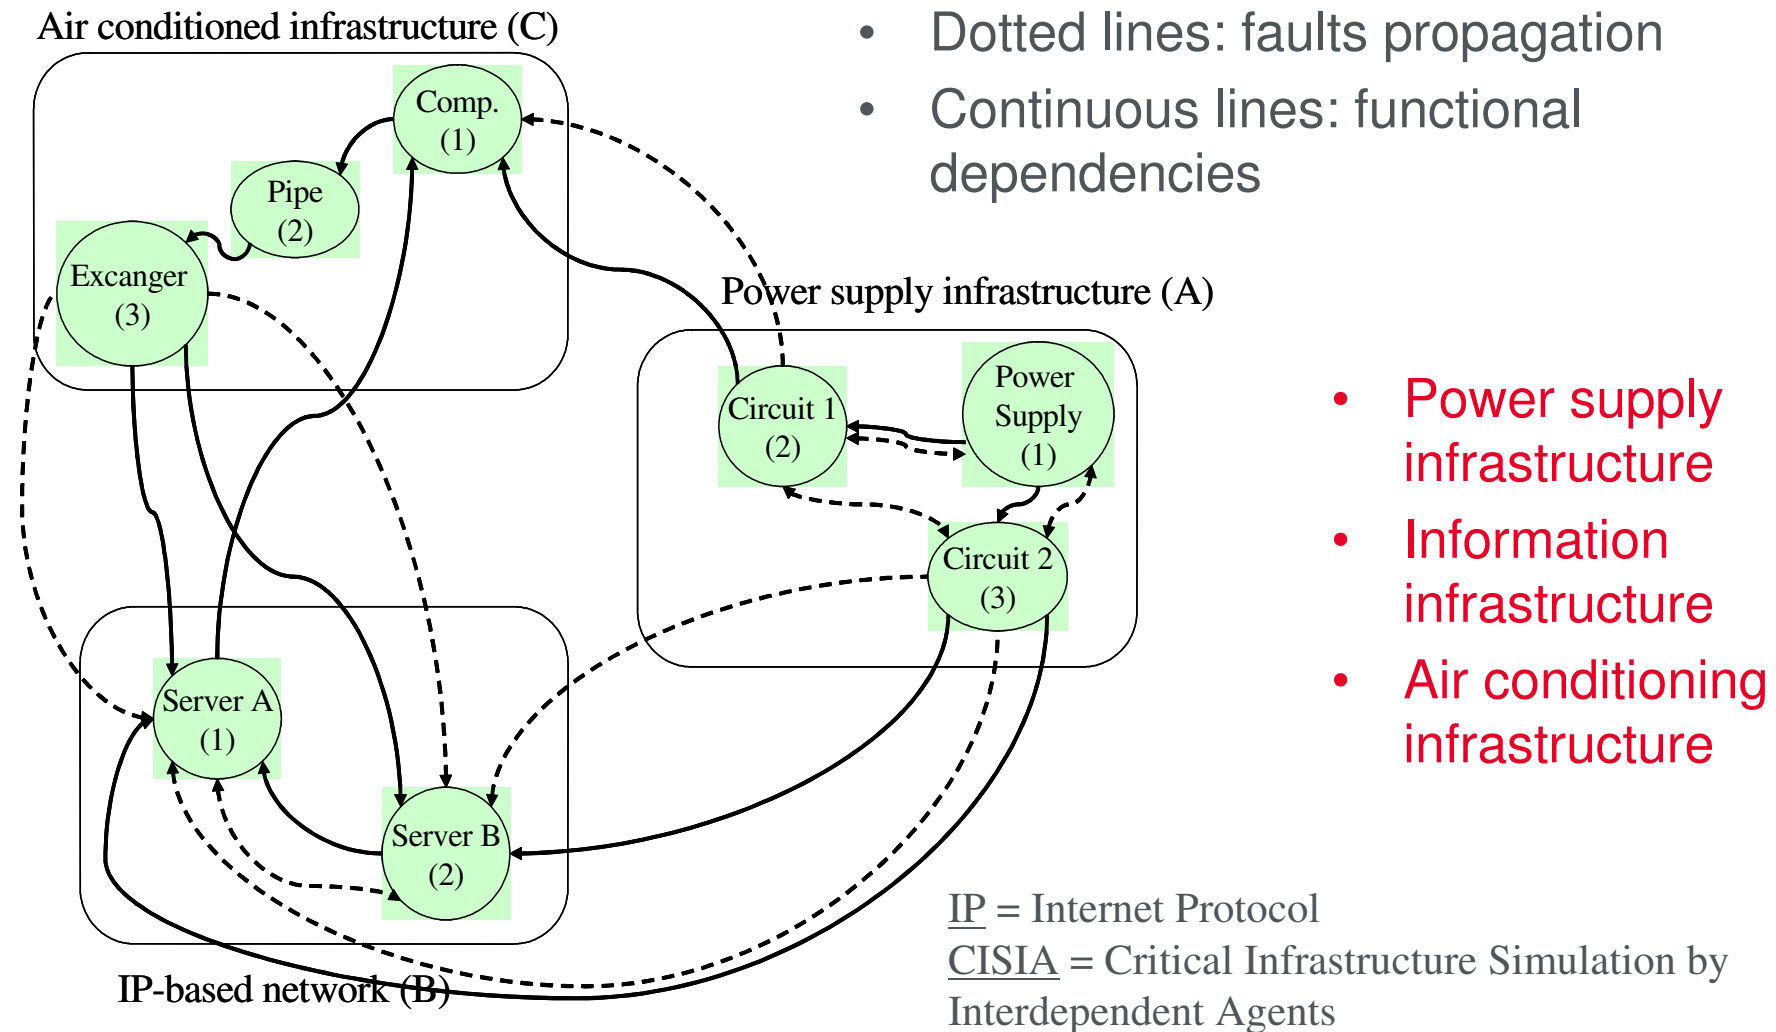 Air conditioned infrastructure (C)
Comp.
(1)
Pipe
(2)
Excanger
(3)
• Dotted lines: faults propagation
• Continuous lines: functional
dependencies
Power supply infrastructure (A)
Circuit 1
(2)
Power
Supply
(1)
Circuit 2
(3)
• Power supply
infrastructure
• Information
infrastructure
• Air conditioning
infrastructure
Server A
(1)
Server B
(2)
IP-based network (B)
IP = Internet Protocol
CISIA = Critical Infrastructure Simulation by
Interdependent Agents